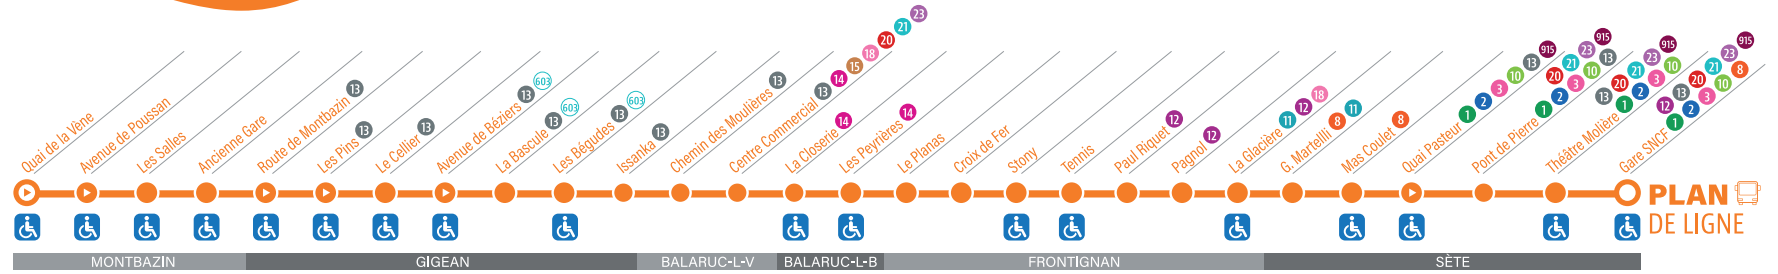 Quai de la Vène
Avenue de Poussan
Les Salles
Ancienne Gare
Route de Montbazin 13
Les Pins 13
Le Cellier 13
Avenue de Béziers 13 603
La Bascule 13 603
Les Bégudes 13 603
Issanka 13
Chemin des Moulières 13
Centre Commercial 13 14 15 18 20 21 23
La Closerie 14
Les Peyrières 14
Le Planas
Croix de Fer
Stony
Tennis
Paul Riquet 12
Pagnol 12
La Glacière 11 12 18
G. Martelli 8 11
Mas Coulet 8
Quai Pasteur 1 2 3 10 13 915
Pont de Pierre 1 2 3 10 13 20 21 23 915
Théâtre Molière 1 2 3 10 13 20 21 23 915
Gare SNCF 1 2 3 10 8 12 13 20 21 23 915
PLAN
DE LIGNE
MONTBAZIN
GIGEAN
BALARUC-L-V
BALARUC-L-B
FRONTIGNAN
SÈTE